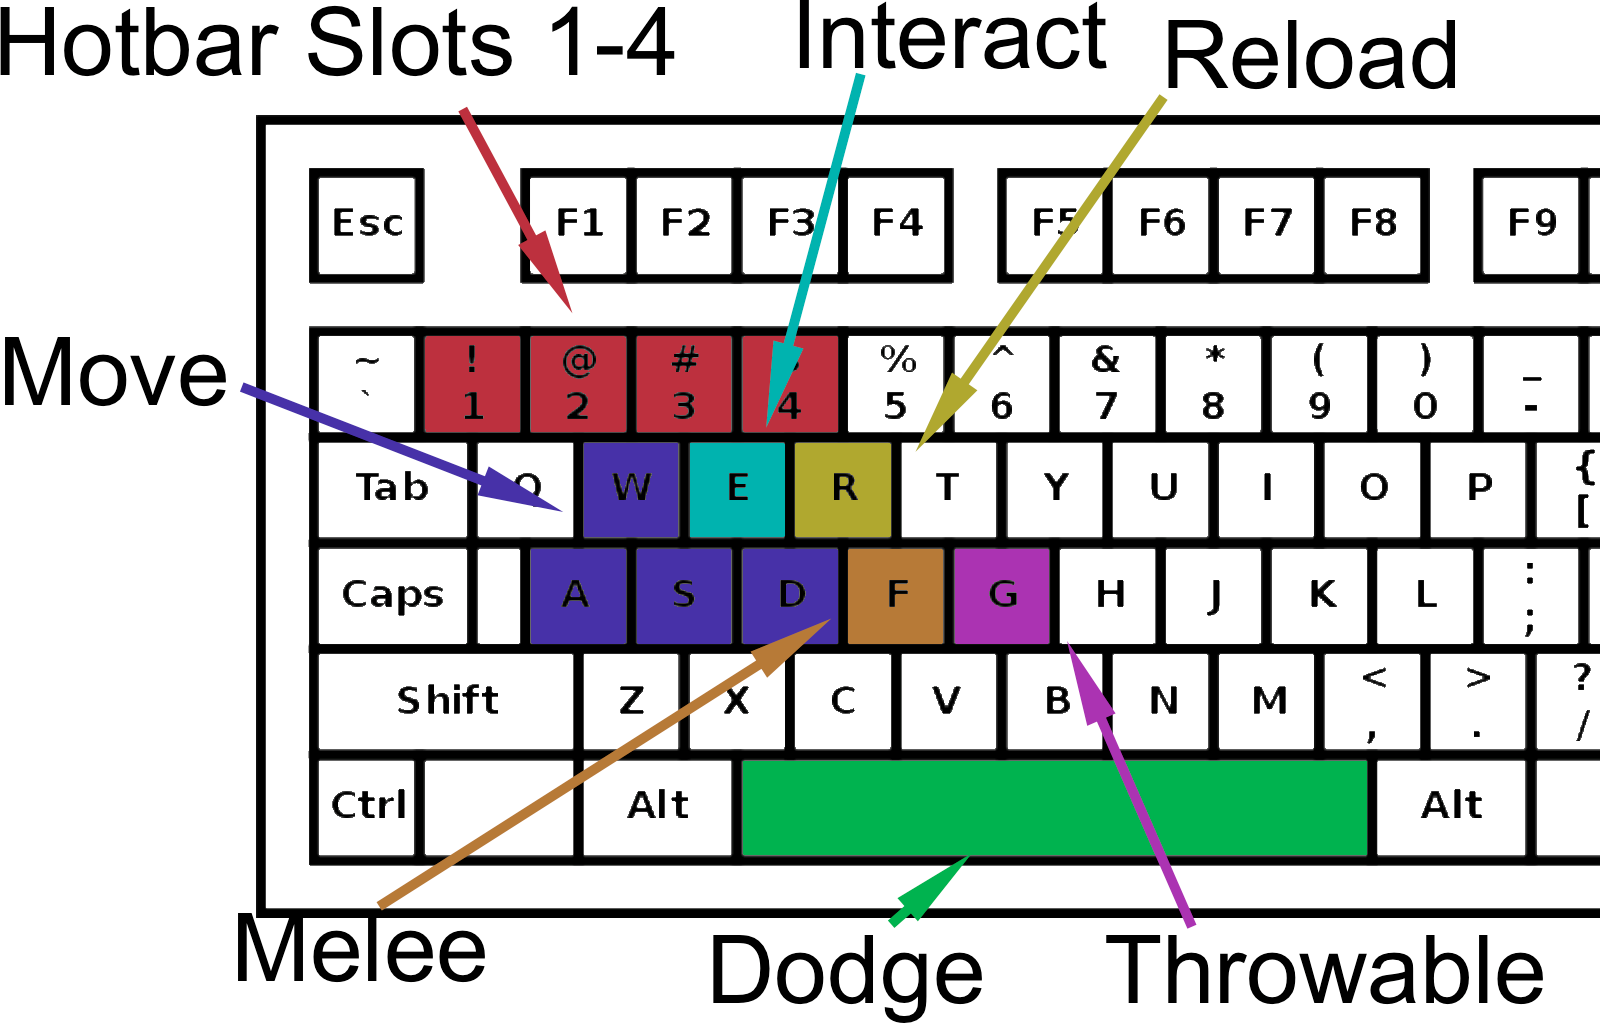 Hotbar Slots 1-4 Interact Reload
Esc F1 F2 F3 F4 F5 F6 F7 F8 F9
Move
~ ! @ # % ^ & * ( ) _
` 1 2 3 4 5 6 7 8 9 0 -
Tab Q W E R T Y U I O P { [
Caps A S D F G H J K L : ;
Shift Z X C V B N M < , > . ? /
Ctrl Alt Alt
Melee Dodge Throwable